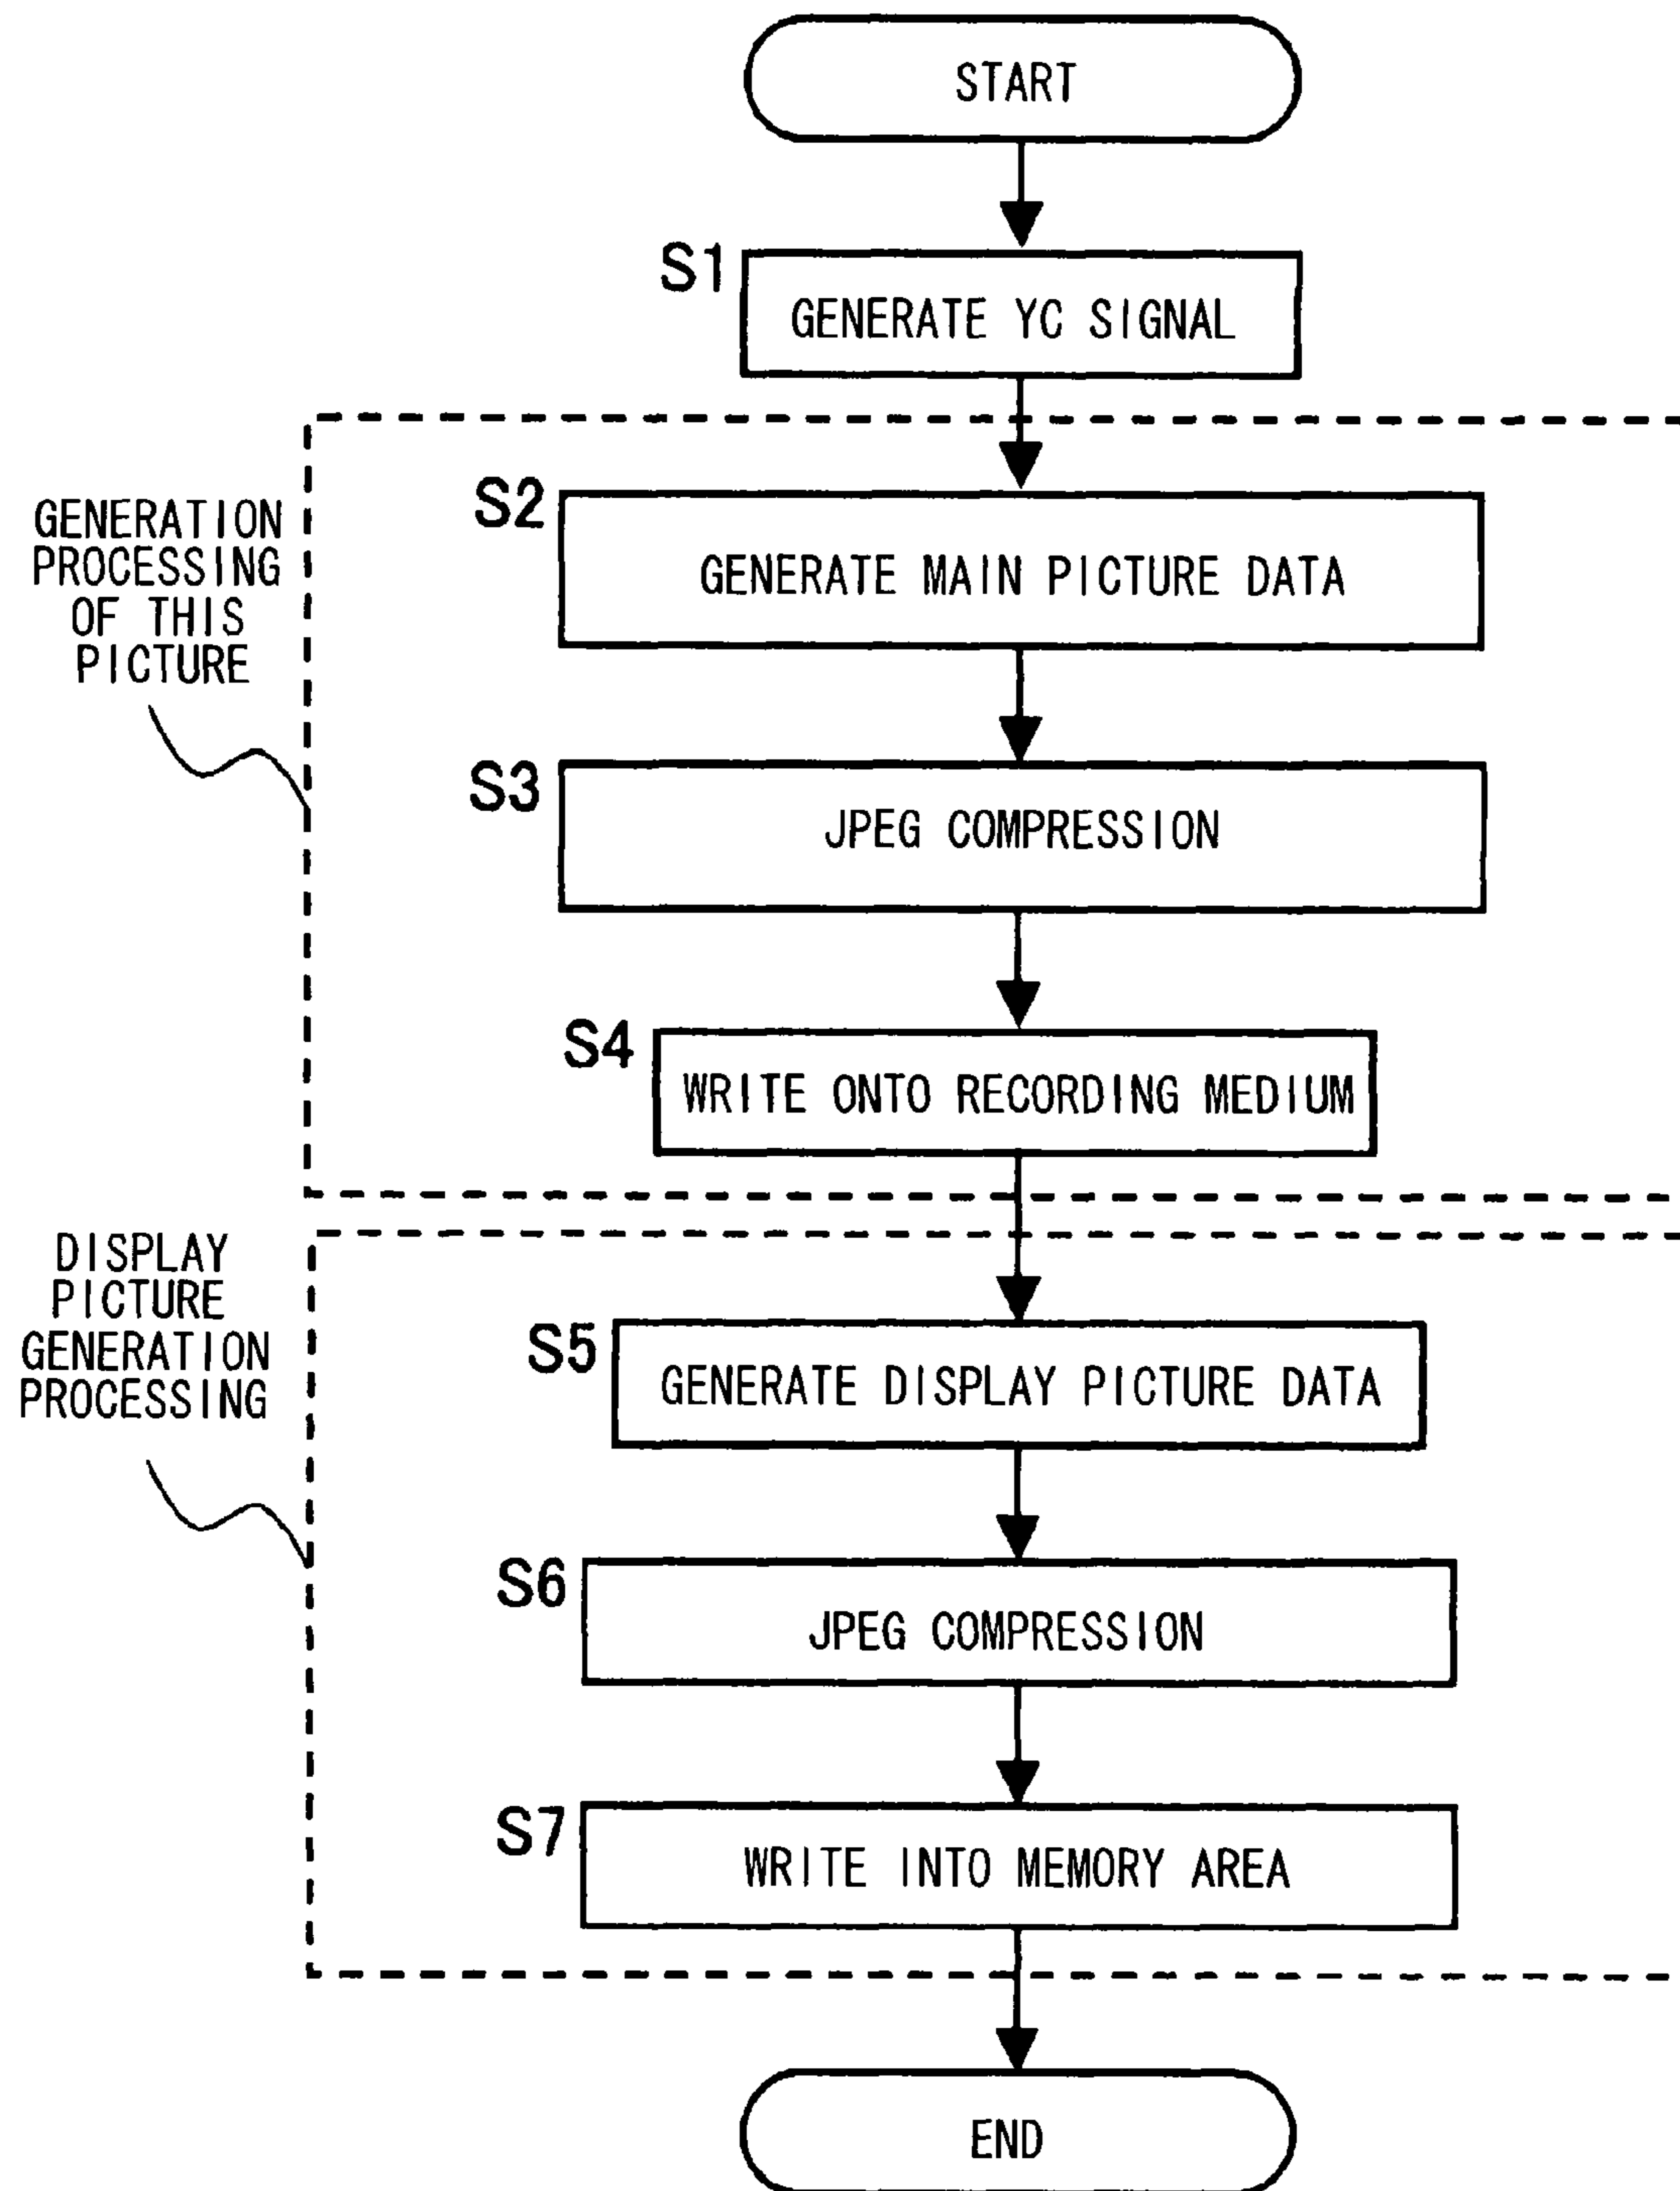 START
S1
GENERATE YC SIGNAL
GENERATION
PROCESSING
OF THIS
PICTURE
S2
GENERATE MAIN PICTURE DATA
S3
JPEG COMPRESSION
S4
WRITE ONTO RECORDING MEDIUM
DISPLAY
PICTURE
GENERATION
PROCESSING
S5
GENERATE DISPLAY PICTURE DATA
S6
JPEG COMPRESSION
S7
WRITE INTO MEMORY AREA
END